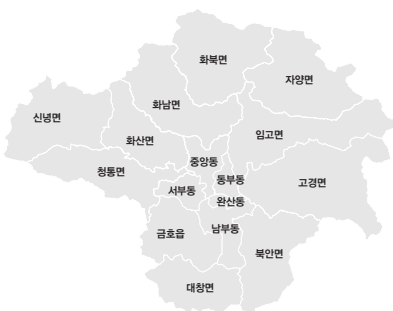 화북면
자양면
화남면
신녕면
화산면
임고면
중앙동
청통면
동부동
고경면
서부동
완산동
금호읍
남부동
북안면
대창면